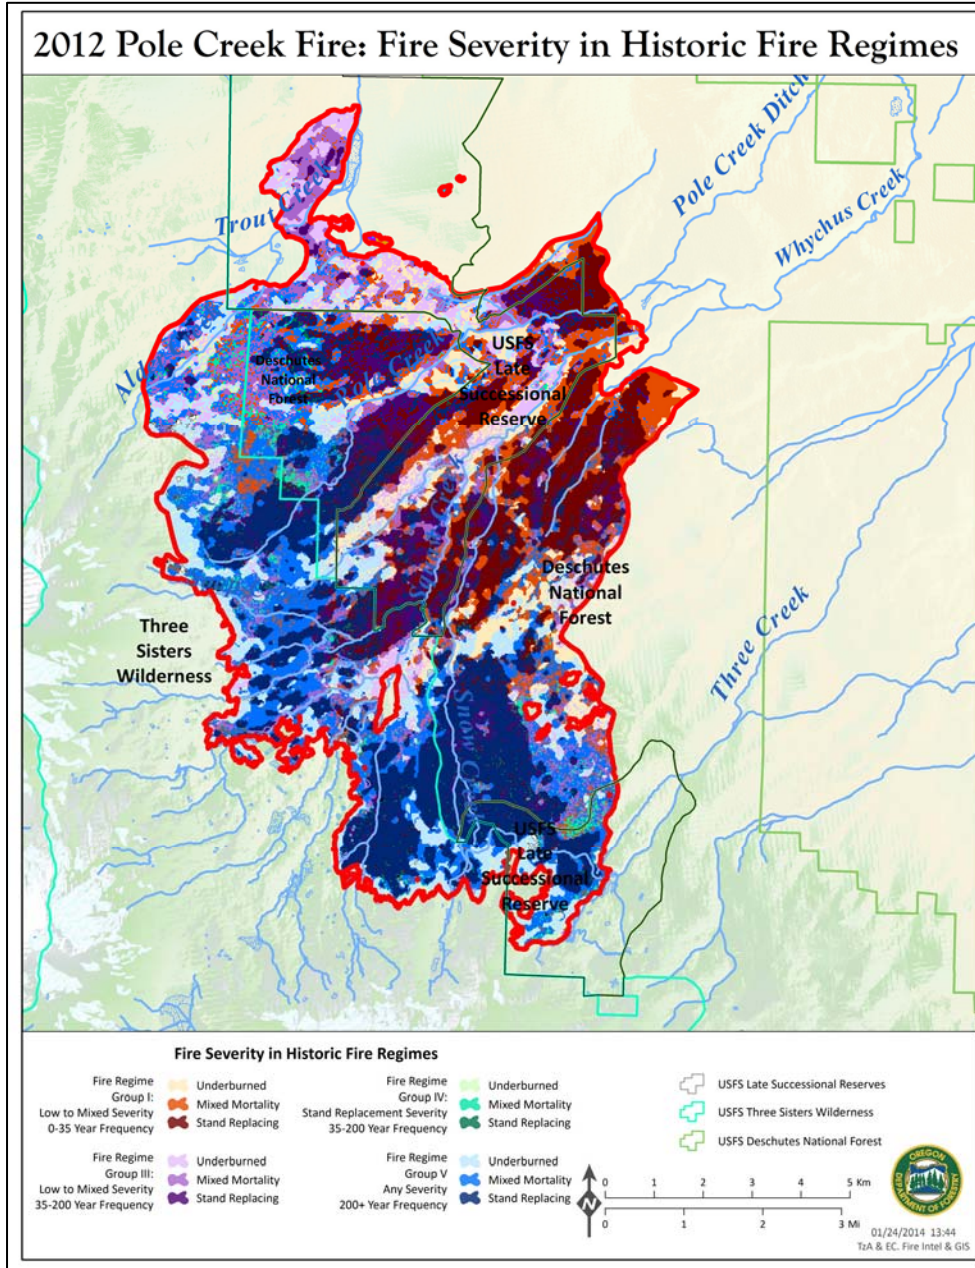 2012 Pole Creek Fire: Fire Severity in Historic Fire Regimes
Pole Creek Ditch
Trout Creek
Whychus Creek
Deschutes
National
Forest
Creek
USFS
Late
Successional
Reserve
Creek
Deschutes
National
Forest
Three
Sisters
Wilderness
Three Creek
Snow
USFS
Late
Successional
Reserve
Fire Severity in Historic Fire Regimes
Fire Regime
Group I:
Low to Mixed Severity
0-35 Year Frequency
Underburned
Mixed Mortality
Stand Replacing
Fire Regime
Group IV:
Stand Replacement Severity
35-200 Year Frequency
Underburned
Mixed Mortality
Stand Replacing
USFS Late Successional Reserves
USFS Three Sisters Wilderness
USFS Deschutes National Forest
Fire Regime
Group III:
Low to Mixed Severity
35-200 Year Frequency
Underburned
Mixed Mortality
Stand Replacing
Fire Regime
Group V
Any Severity
200+ Year Frequency
Underburned
Mixed Mortality
Stand Replacing
N
0 1 2 3 4 5 Km
0 1 2 3 Mi
OREGON
DEPARTMENT OF FORESTRY
01/24/2014 13:44
TzA & EC. Fire Intel & GIS